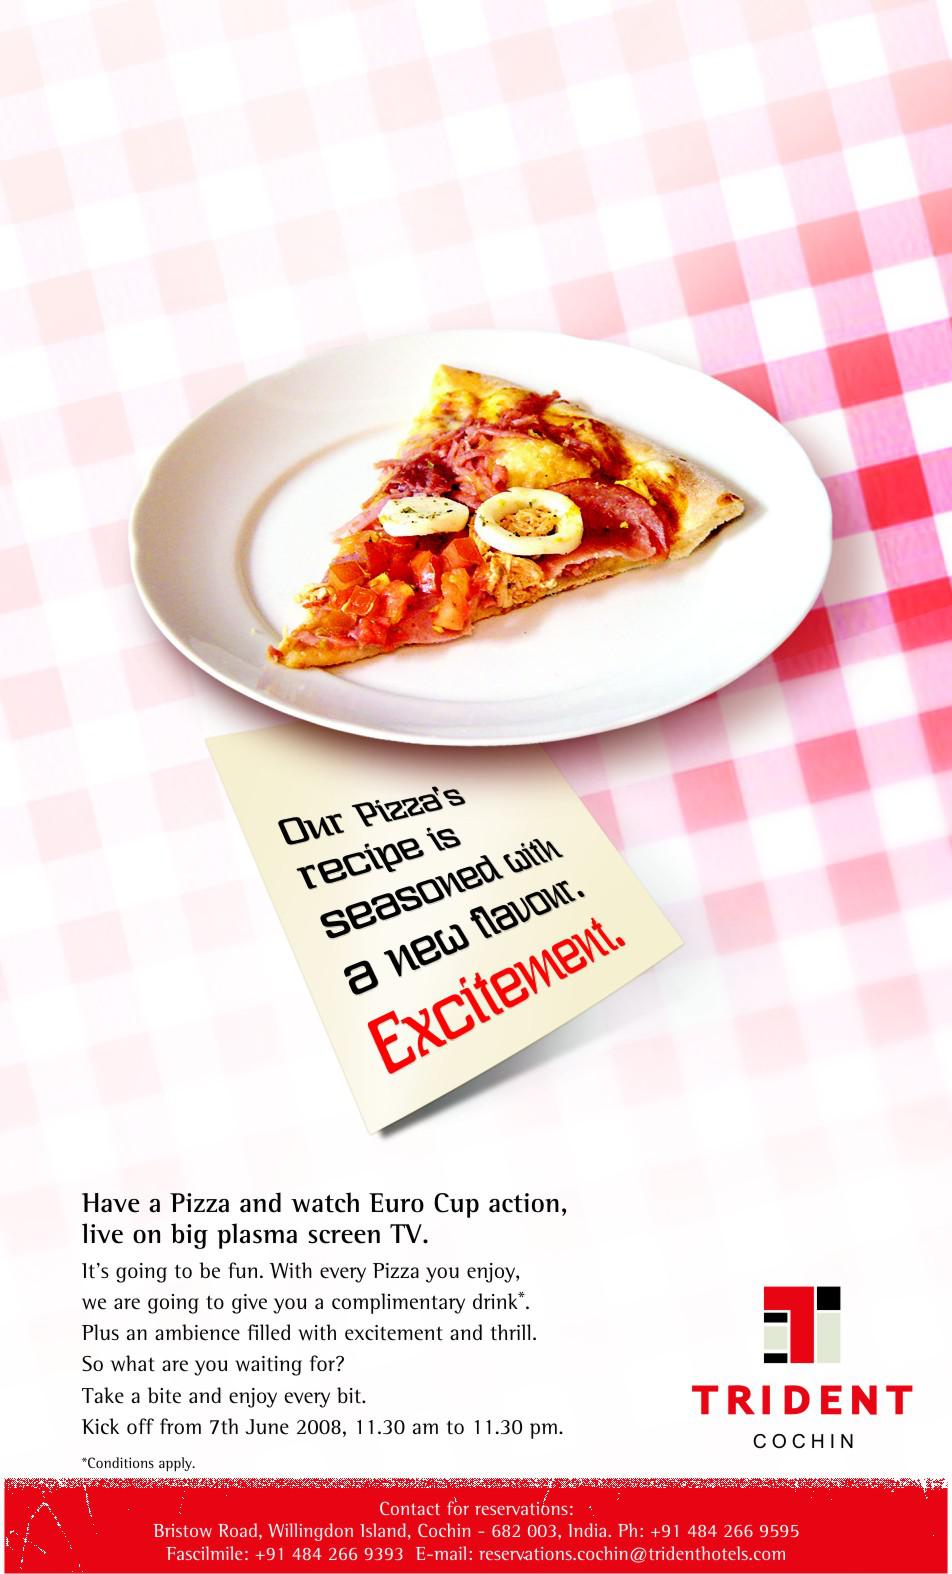 Our Pizza's
recipe is
seasoned with
a new flavour.
Excitement.
Have a Pizza and watch Euro Cup action,
live on big plasma screen TV.
It's going to be fun. With every Pizza you enjoy,
we are going to give you a complimentary drink*.
Plus an ambience filled with excitement and thrill.
So what are you waiting for?
Take a bite and enjoy every bit.
Kick off from 7th June 2008, 11.30 am to 11.30 pm.
*Conditions apply.
TRIDENT
COCHIN
Contact for reservations:
Bristow Road, Willingdon Island, Cochin - 682 003, India. Ph: +91 484 266 9595
Fascilmile: +91 484 266 9393 E-mail: reservations.cochin@tridenthotels.com